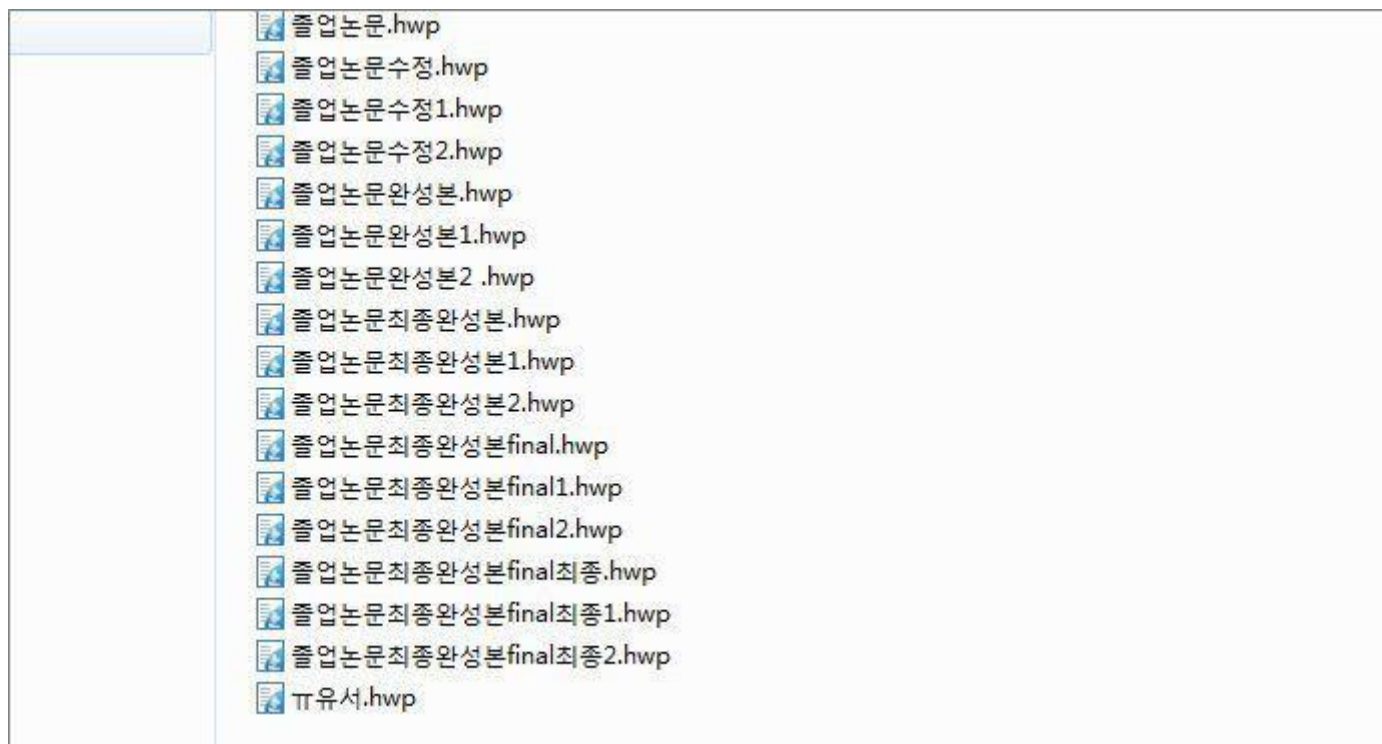 졸업논문.hwp
졸업논문수정.hwp
졸업논문수정1.hwp
졸업논문수정2.hwp
졸업논문완성본.hwp
졸업논문완성본1.hwp
졸업논문완성본2 .hwp
졸업논문최종완성본.hwp
졸업논문최종완성본1.hwp
졸업논문최종완성본2.hwp
졸업논문최종완성본final.hwp
졸업논문최종완성본final1.hwp
졸업논문최종완성본final2.hwp
졸업논문최종완성본final최종.hwp
졸업논문최종완성본final최종1.hwp
졸업논문최종완성본final최종2.hwp
ㅠ유서.hwp